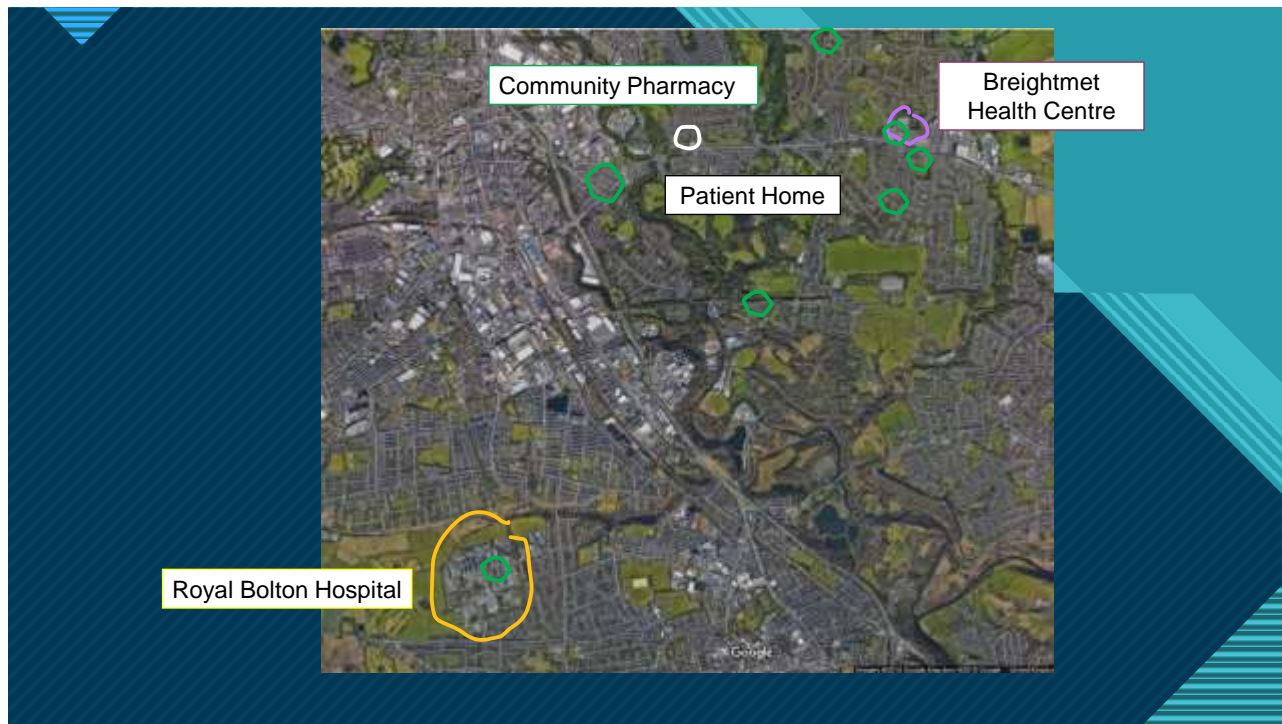 Community Pharmacy
Breightmet
Health Centre
Patient Home
Royal Bolton Hospital
Google